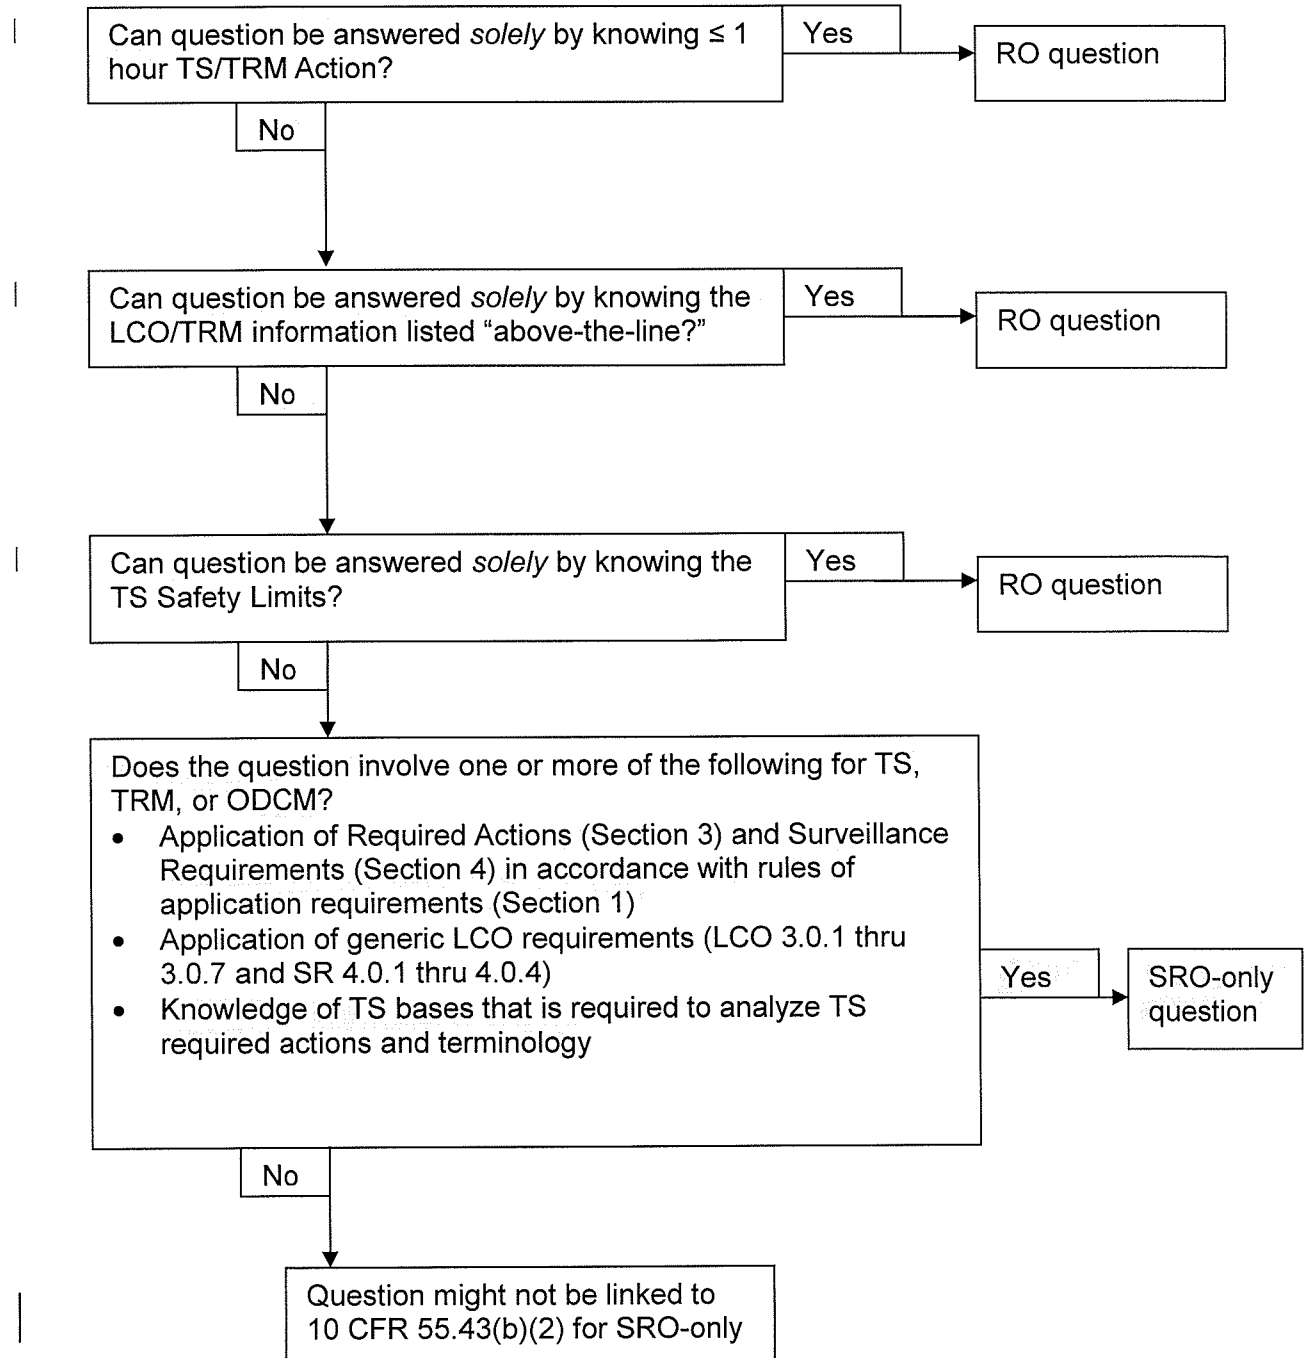 Can question be answered solely by knowing ≤ 1
hour TS/TRM Action?
Yes
RO question
No
Can question be answered solely by knowing the
LCO/TRM information listed “above-the-line?”
Yes
RO question
No
Can question be answered solely by knowing the
TS Safety Limits?
Yes
RO question
No
Does the question involve one or more of the following for TS,
TRM, or ODCM?
• Application of Required Actions (Section 3) and Surveillance
Requirements (Section 4) in accordance with rules of
application requirements (Section 1)
• Application of generic LCO requirements (LCO 3.0.1 thru
3.0.7 and SR 4.0.1 thru 4.0.4)
• Knowledge of TS bases that is required to analyze TS
required actions and terminology
Yes
SRO-only
question
No
Question might not be linked to
10 CFR 55.43(b)(2) for SRO-only